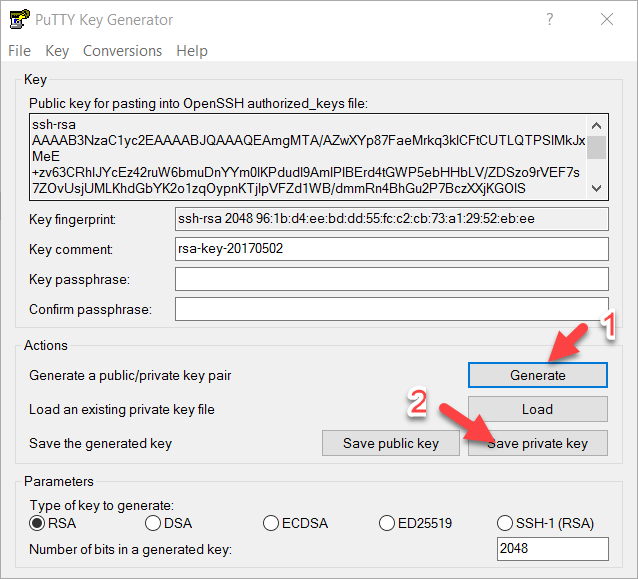 PuTTY Key Generator
?
File Key Conversions Help
Key
Public key for pasting into OpenSSH authorized_keys file:
ssh-rsa
AAAAB3NzaC1yc2EAAAABJQAAAQEAmgMTA/AZwXYp87FaeMrkq3klCFtCUTLQTPSIMkJx
MeE
+zv63CRhlJYcEz42ruW6bmuDnYYm0lKPdudl9AmIPIBErd4tGWP5ebHHbLV/ZDSzo9rVEF7s
7ZOvUsjUMLKhdGbYK2o1zqOypnKTjlpVFZd1WB/dmmRn4BhGu2P7BczXXjKGOIS
Key fingerprint: ssh-rsa 2048 96:1b:d4:ee:bd:dd:55:fc:c2:cb:73:a1:29:52:eb:ee
Key comment: rsa-key-20170502
Key passphrase:
Confirm passphrase:
1
Actions
Generate a public/private key pair Generate
2
Load an existing private key file Load
Save the generated key Save public key Save private key
Parameters
Type of key to generate:
RSA DSA ECDSA ED25519 SSH-1 (RSA)
Number of bits in a generated key: 2048